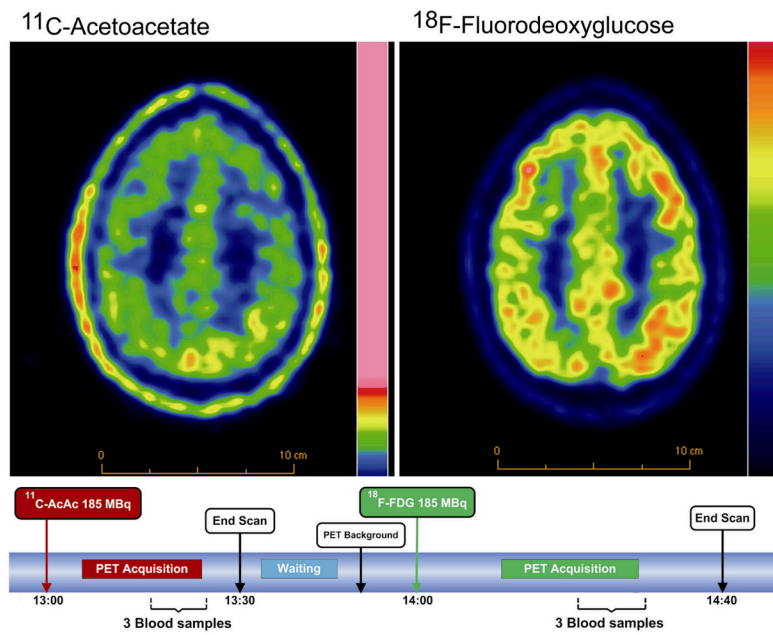 ¹¹C-Acetoacetate
¹⁸F-Fluorodeoxyglucose
0 10 cm
0 10 cm
¹¹C-AcAc 185 MBq
¹⁸F-FDG 185 MBq
End Scan
PET Background
End Scan
PET Acquisition
Waiting
PET Acquisition
13:00
13:30
14:00
14:40
3 Blood samples
3 Blood samples